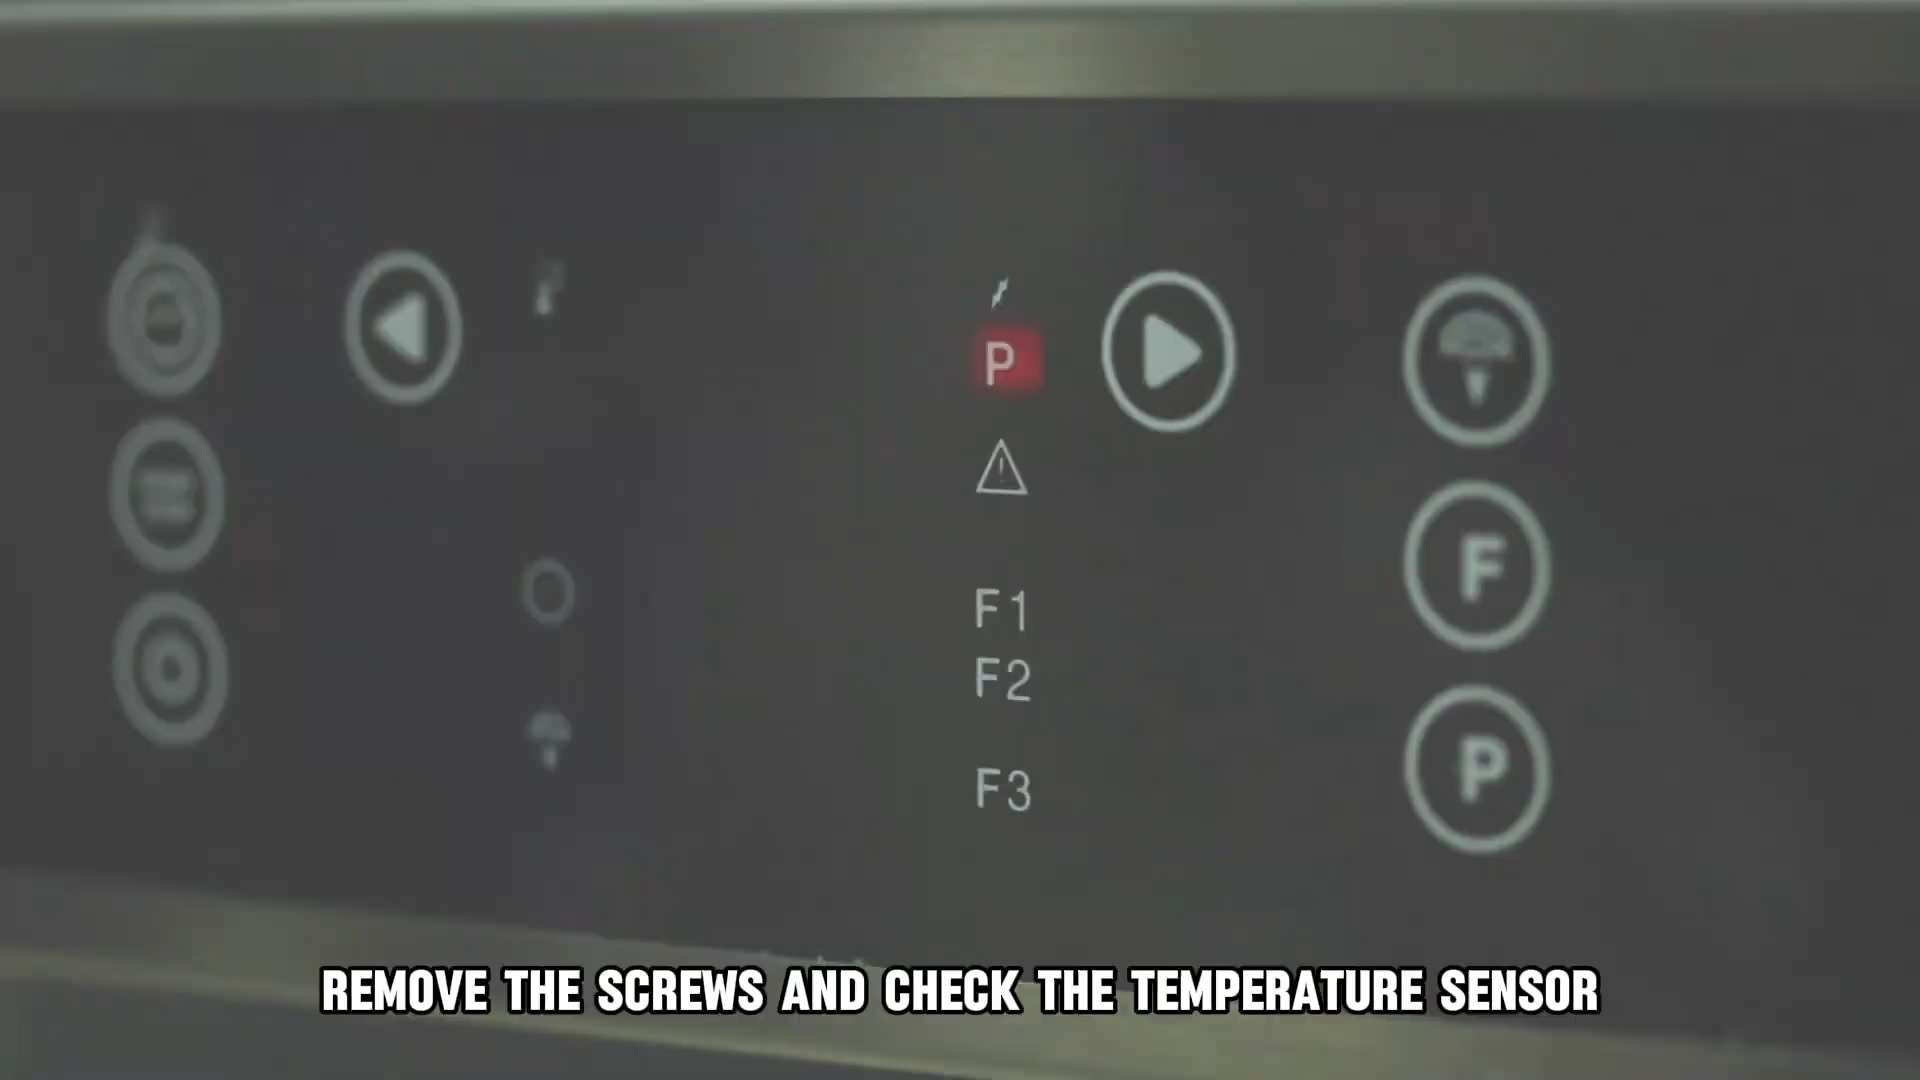 P
F1
F2
F3
F
P
REMOVE THE SCREWS AND CHECK THE TEMPERATURE SENSOR